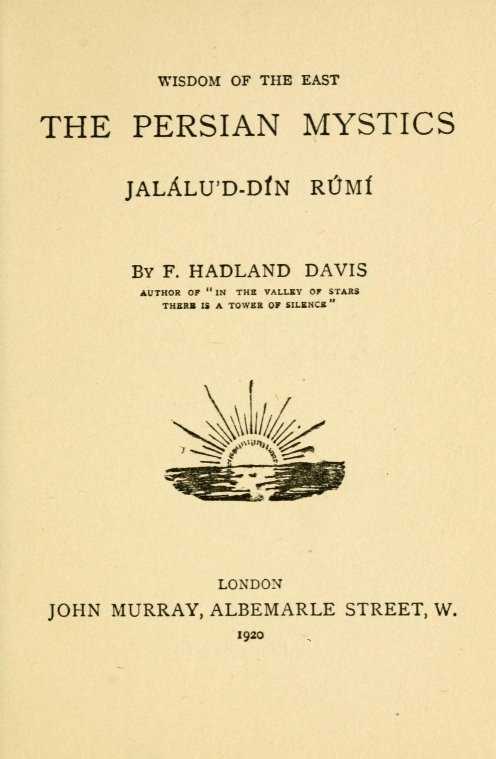 WISDOM OF THE EAST
THE PERSIAN MYSTICS
JALÁLU'D-DÍN RÚMÍ
BY F. HADLAND DAVIS
AUTHOR OF "IN THE VALLEY OF STARS
THERE IS A TOWER OF SILENCE"
LONDON
JOHN MURRAY, ALBEMARLE STREET, W.
1920